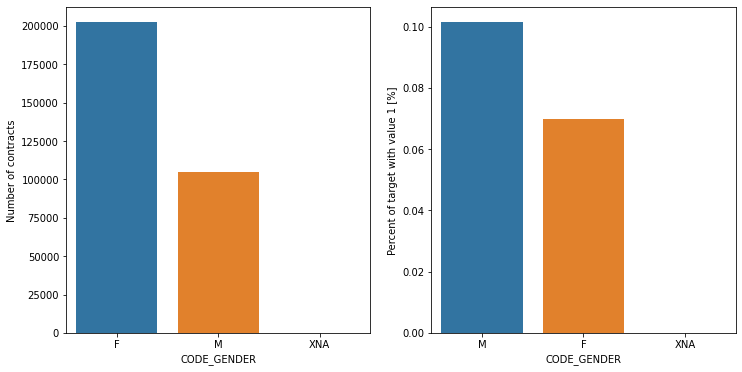 200000
175000
150000
125000
100000
75000
50000
25000
0
Number of contracts
F M XNA
CODE_GENDER
0.10
0.08
0.06
0.04
0.02
0.00
Percent of target with value 1 [%]
M F XNA
CODE_GENDER